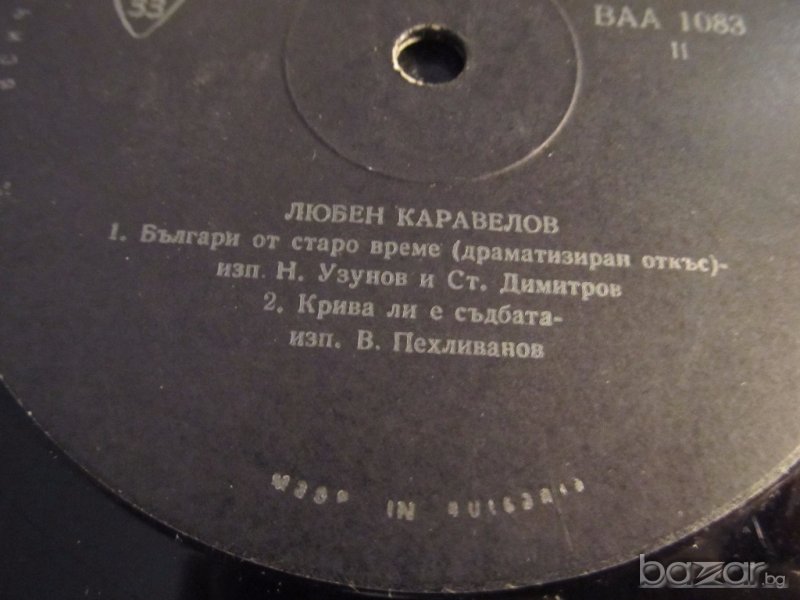 33
ВАА 1083
II
ЛЮБЕН КАРАВЕЛОВ
1. Българи от старо време (драматизиран откъс)-
изп. Н. Узунов и Ст. Димитров
2. Крива ли е съдбата-
изп. В. Пехливанов
MADE IN BULGARIA
bazar.bg